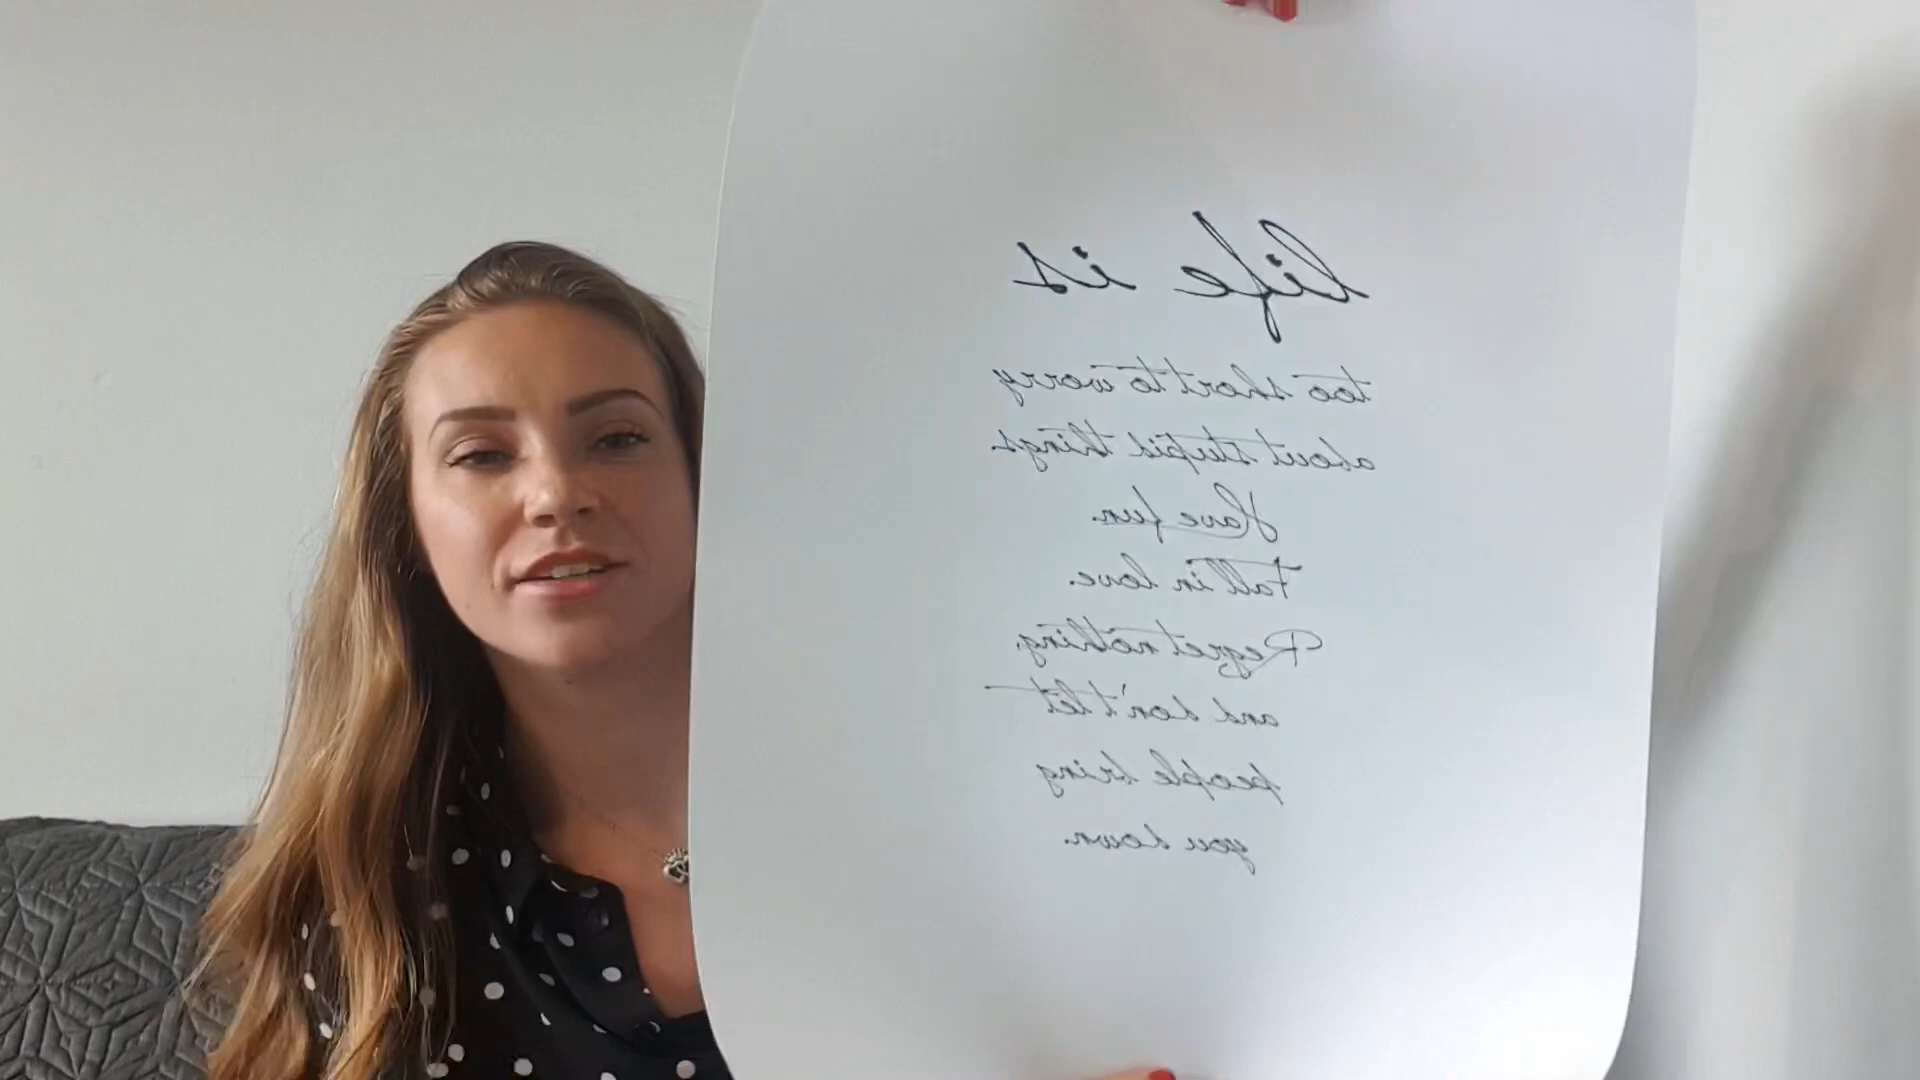 life is
too short to worry
about stupid things.
Have fun.
Fall in love.
Regret nothing,
and don't let
people bring
you down.